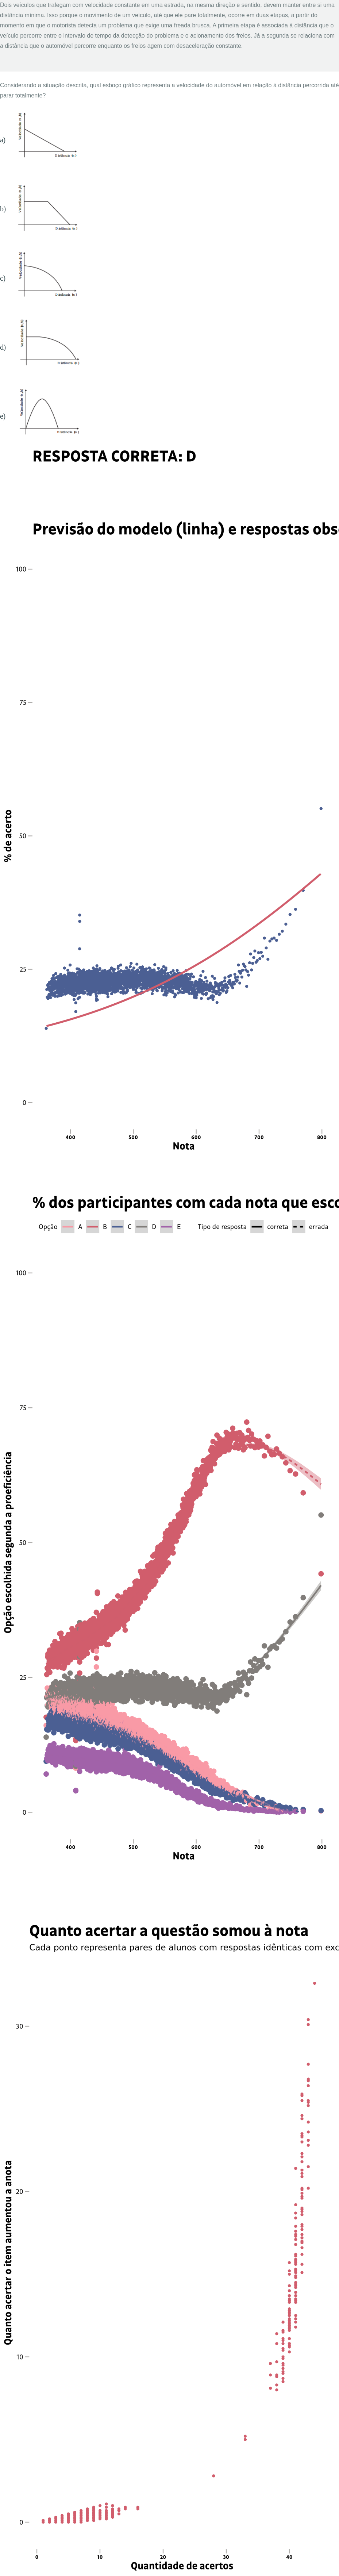 Dois veículos que trafegam com velocidade constante em uma estrada, na mesma direção e sentido, devem manter entre si uma
distância mínima. Isso porque o movimento de um veículo, até que ele pare totalmente, ocorre em duas etapas, a partir do
momento em que o motorista detecta um problema que exige uma freada brusca. A primeira etapa é associada à distância que o
veículo percorre entre o intervalo de tempo da detecção do problema e o acionamento dos freios. Já a segunda se relaciona com
a distância que o automóvel percorre enquanto os freios agem com desaceleração constante.
Considerando a situação descrita, qual esboço gráfico representa a velocidade do automóvel em relação à distância percorrida até
parar totalmente?
a)
b)
c)
d)
e)
RESPOSTA CORRETA: D
Previsão do modelo (linha) e respostas obs
100
75
50
25
0
% de acerto
400 500 600 700 800
Nota
% dos participantes com cada nota que esco
Opção A B C D E Tipo de resposta correta errada
100
75
50
25
0
Opção escolhida segunda a proeficiência
400 500 600 700 800
Nota
Quanto acertar a questão somou à nota
Cada ponto representa pares de alunos com respostas idênticas com exc
30
20
10
0
Quanto acertar o item aumentou a anota
0 10 20 30 40
Quantidade de acertos